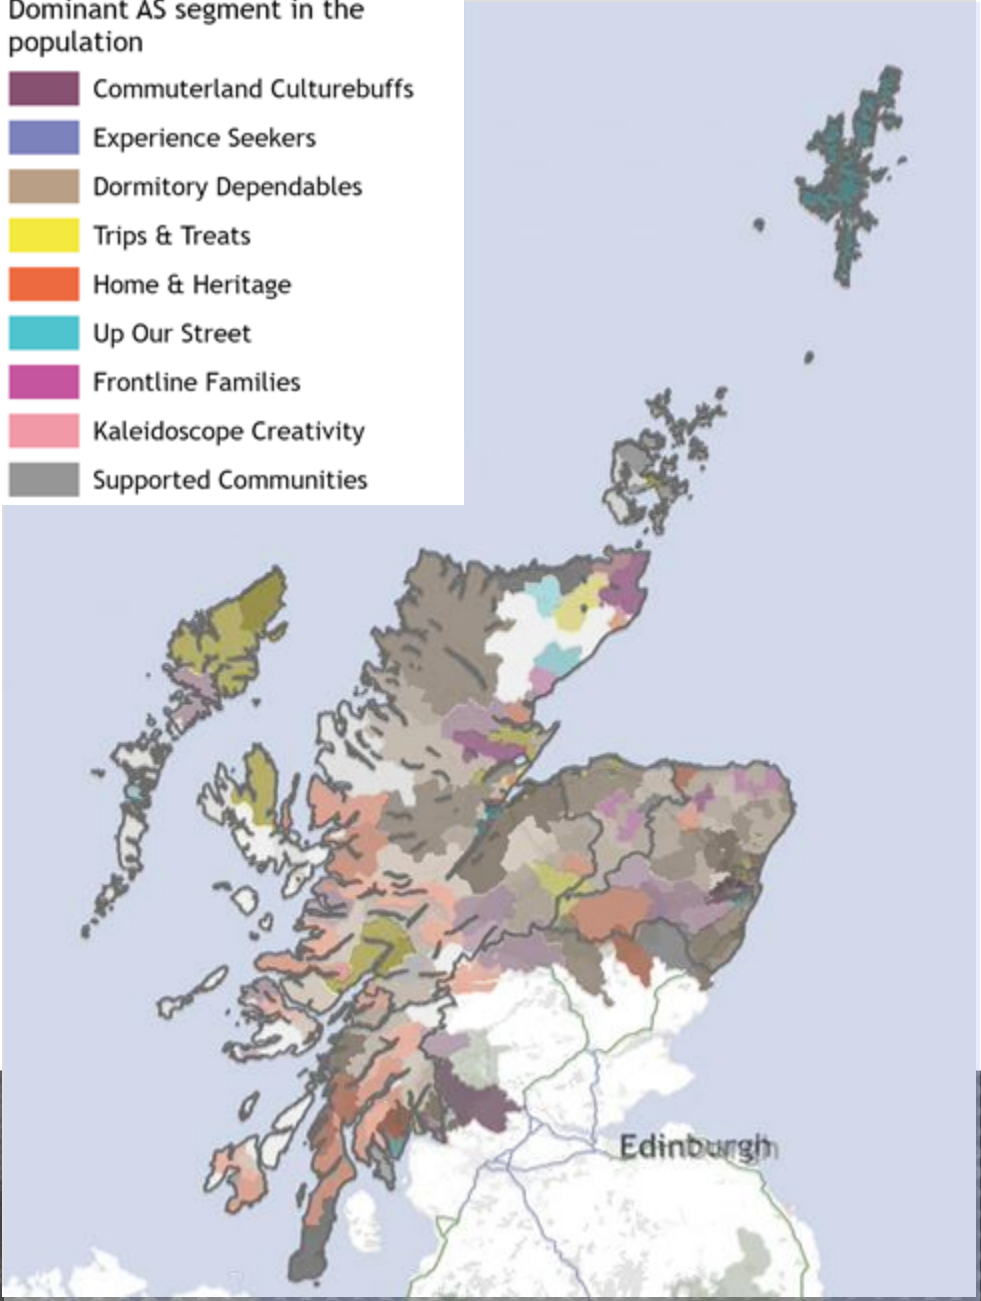 Dominant AS segment in the
population
Commuterland Culturebuffs
Experience Seekers
Dormitory Dependables
Trips & Treats
Home & Heritage
Up Our Street
Frontline Families
Kaleidoscope Creativity
Supported Communities
Edinburgh